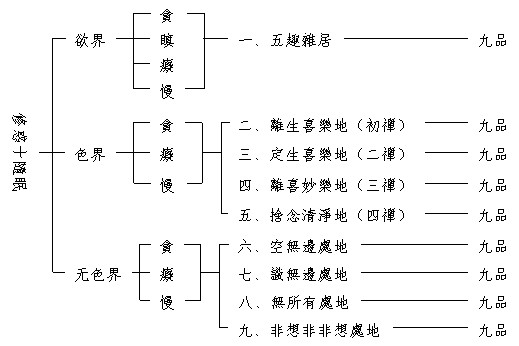 修惑十隨眠
欲界
貪
瞋
癡
慢
一、五趣雜居 九品
色界
貪
癡
慢
二、離生喜樂地（初禪） 九品
三、定生喜樂地（二禪） 九品
四、離喜妙樂地（三禪） 九品
五、捨念清淨地（四禪） 九品
无色界
貪
癡
慢
六、空無邊處地 九品
七、識無邊處地 九品
八、無所有處地 九品
九、非想非非想處地 九品